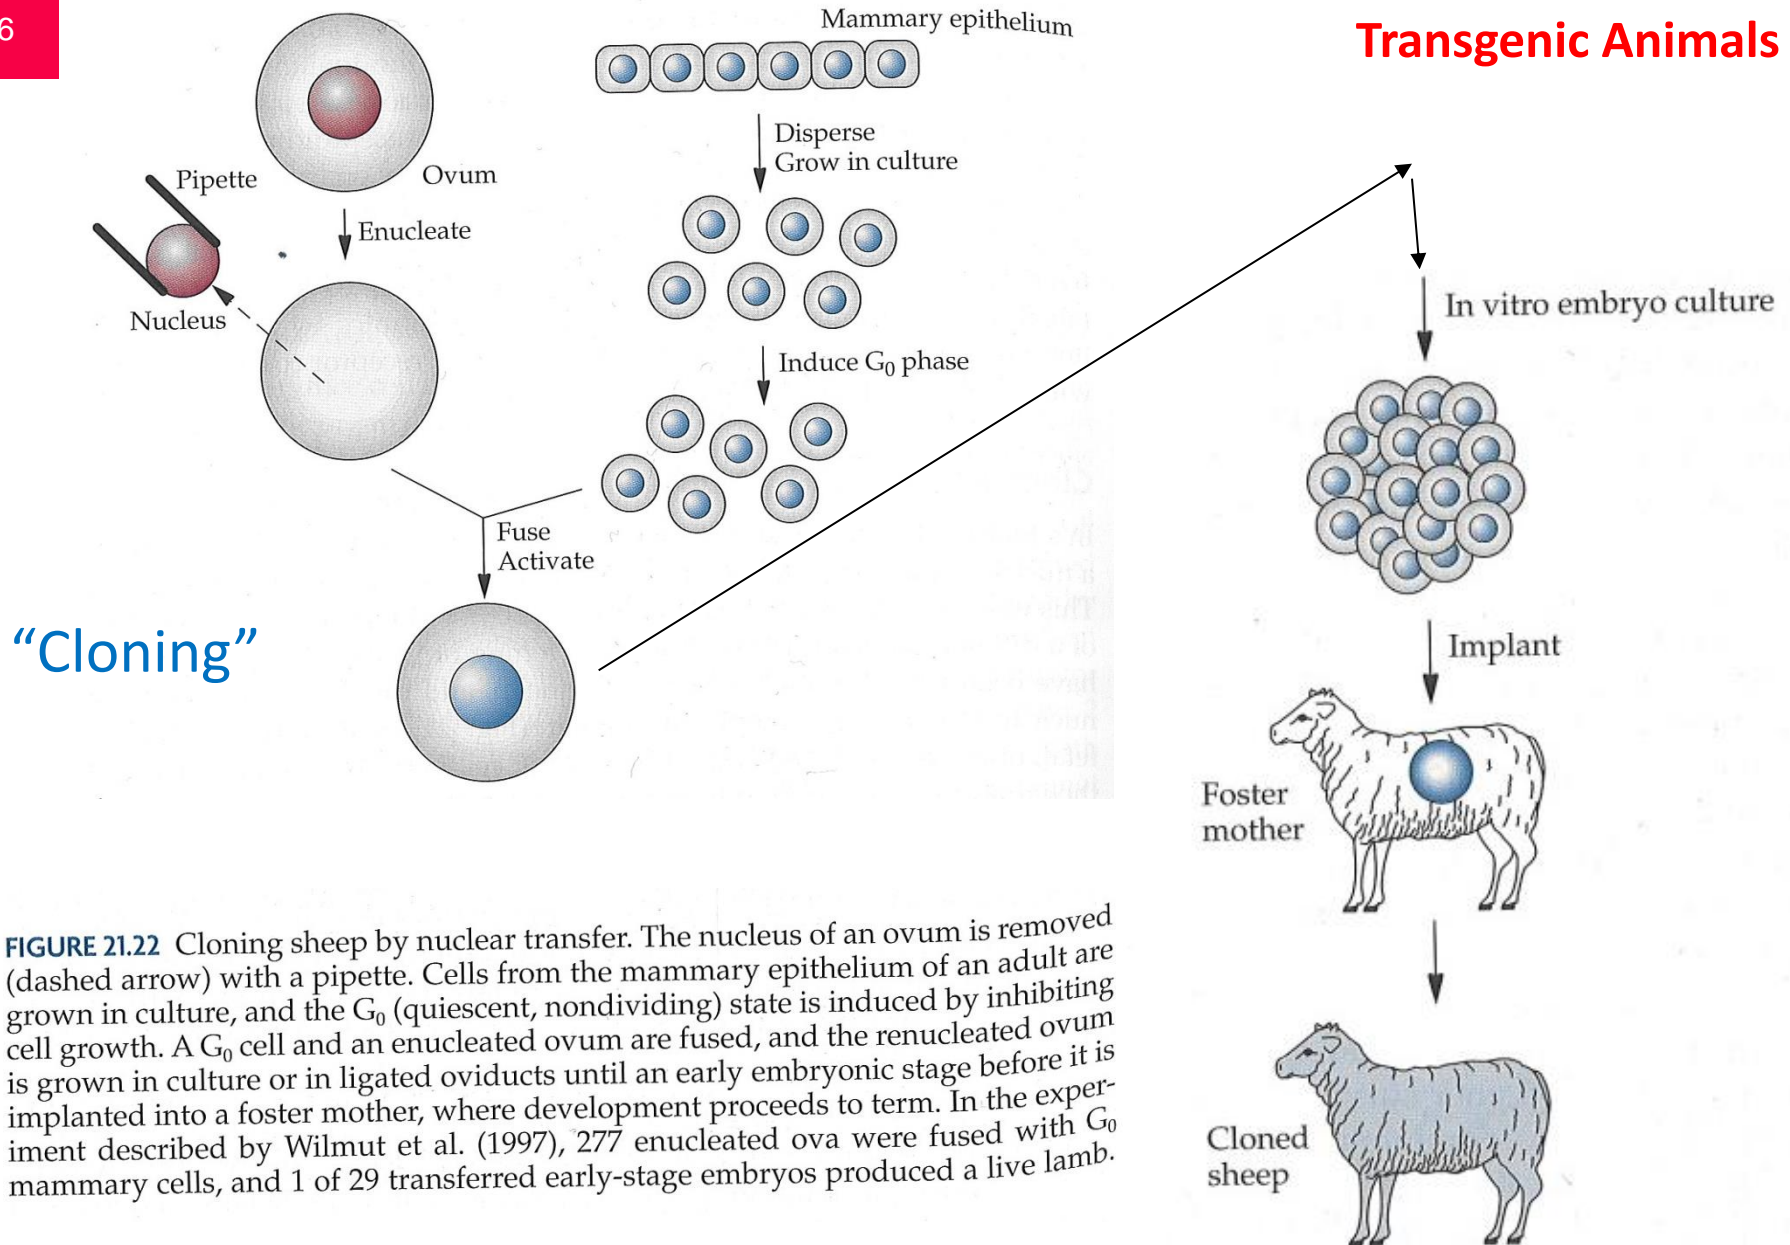 6
Transgenic Animals
Mammary epithelium
Disperse
Grow in culture
Pipette
Ovum
Enucleate
Nucleus
Induce G₀ phase
Fuse
Activate
“Cloning”
In vitro embryo culture
Implant
Foster
mother
Cloned
sheep
FIGURE 21.22 Cloning sheep by nuclear transfer. The nucleus of an ovum is removed
(dashed arrow) with a pipette. Cells from the mammary epithelium of an adult are
grown in culture, and the G₀ (quiescent, nondividing) state is induced by inhibiting
cell growth. A G₀ cell and an enucleated ovum are fused, and the renucleated ovum
is grown in culture or in ligated oviducts until an early embryonic stage before it is
implanted into a foster mother, where development proceeds to term. In the exper-
iment described by Wilmut et al. (1997), 277 enucleated ova were fused with G₀
mammary cells, and 1 of 29 transferred early-stage embryos produced a live lamb.